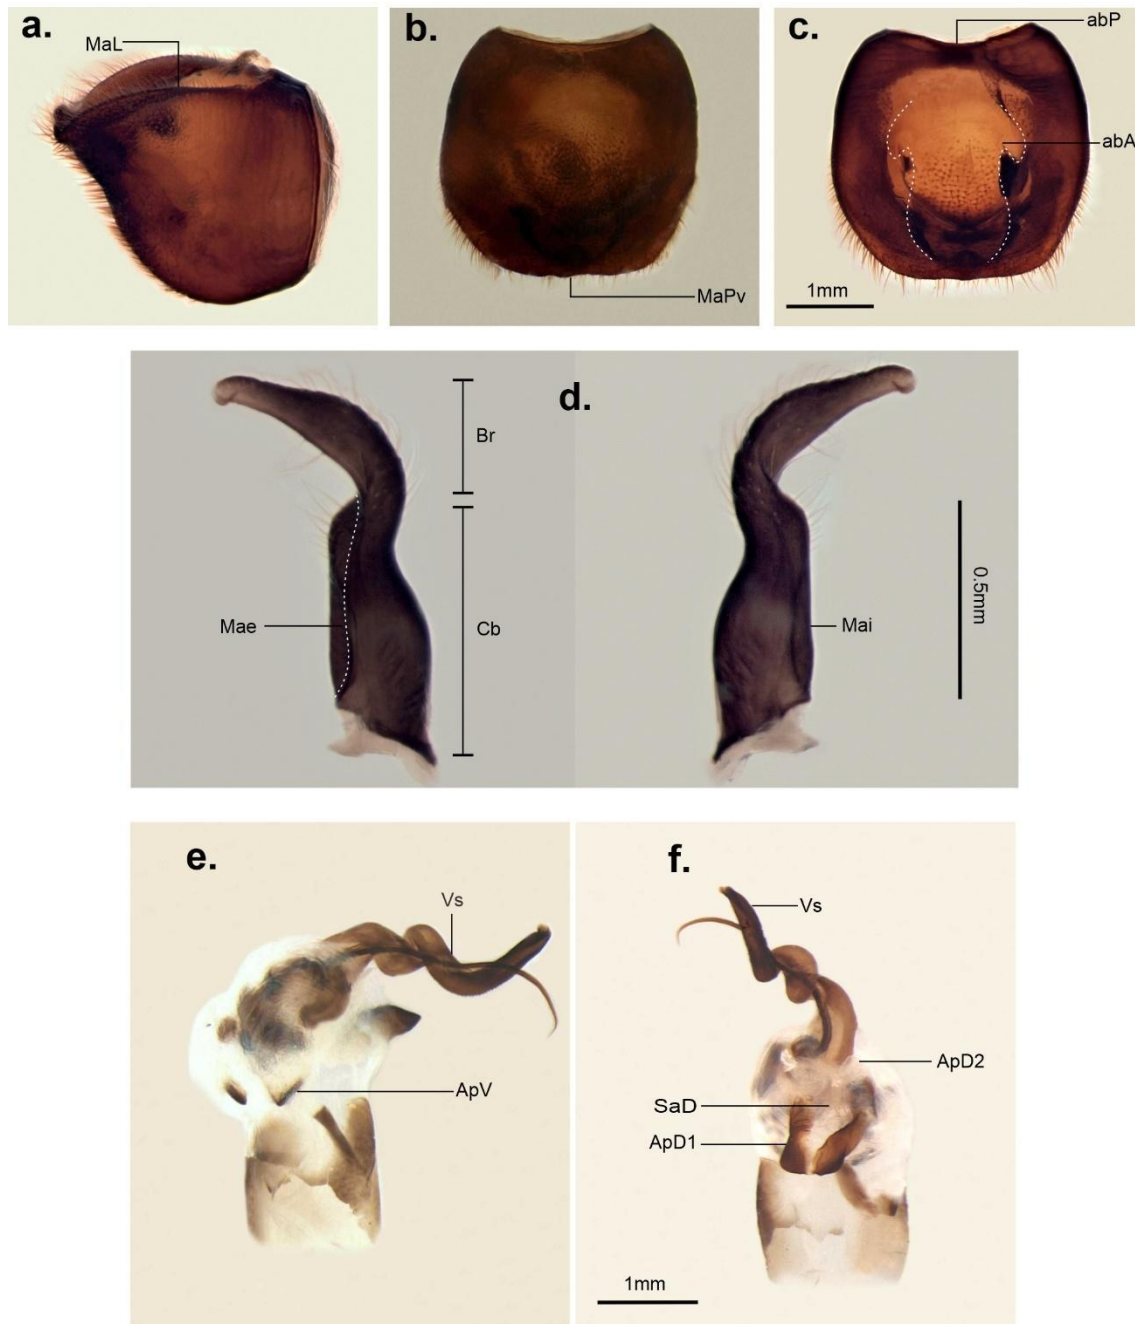 a.
MaL
b.
MaPv
c.
abP
abA
1mm
d.
Br
Mae
Cb
Mai
0.5mm
e.
Vs
ApV
f.
Vs
ApD2
SaD
ApD1
1mm